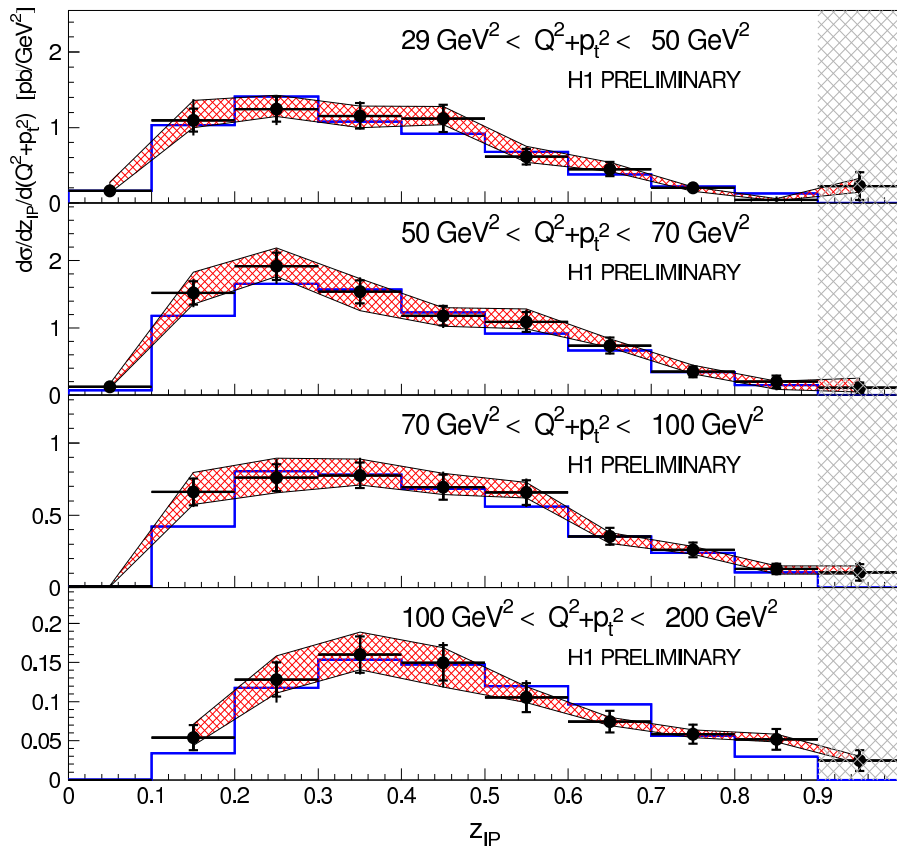 dσ/dz_IP/d(Q²+p_t²) [pb/GeV²]
29 GeV² < Q²+p_t² < 50 GeV²
H1 PRELIMINARY
2
1
0
50 GeV² < Q²+p_t² < 70 GeV²
H1 PRELIMINARY
2
1
0
70 GeV² < Q²+p_t² < 100 GeV²
H1 PRELIMINARY
1
0.5
0
100 GeV² < Q²+p_t² < 200 GeV²
H1 PRELIMINARY
0.2
0.15
0.1
0.05
0
0 0.1 0.2 0.3 0.4 0.5 0.6 0.7 0.8 0.9
z_IP